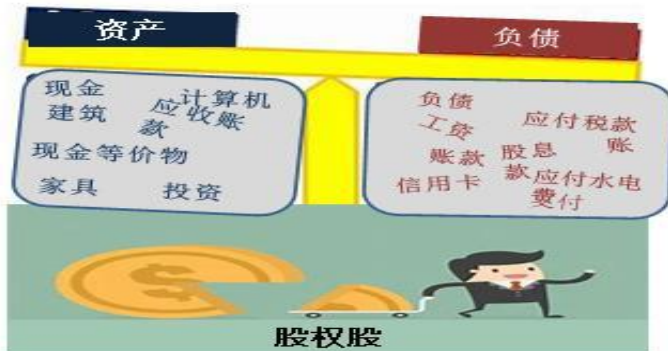 资产
负债
现金 计算机
建筑 应收账
款
现金等价物
家具 投资
负债
工资 应付税款
账款 股息 账
信用卡 款应付水电
费付
股权股